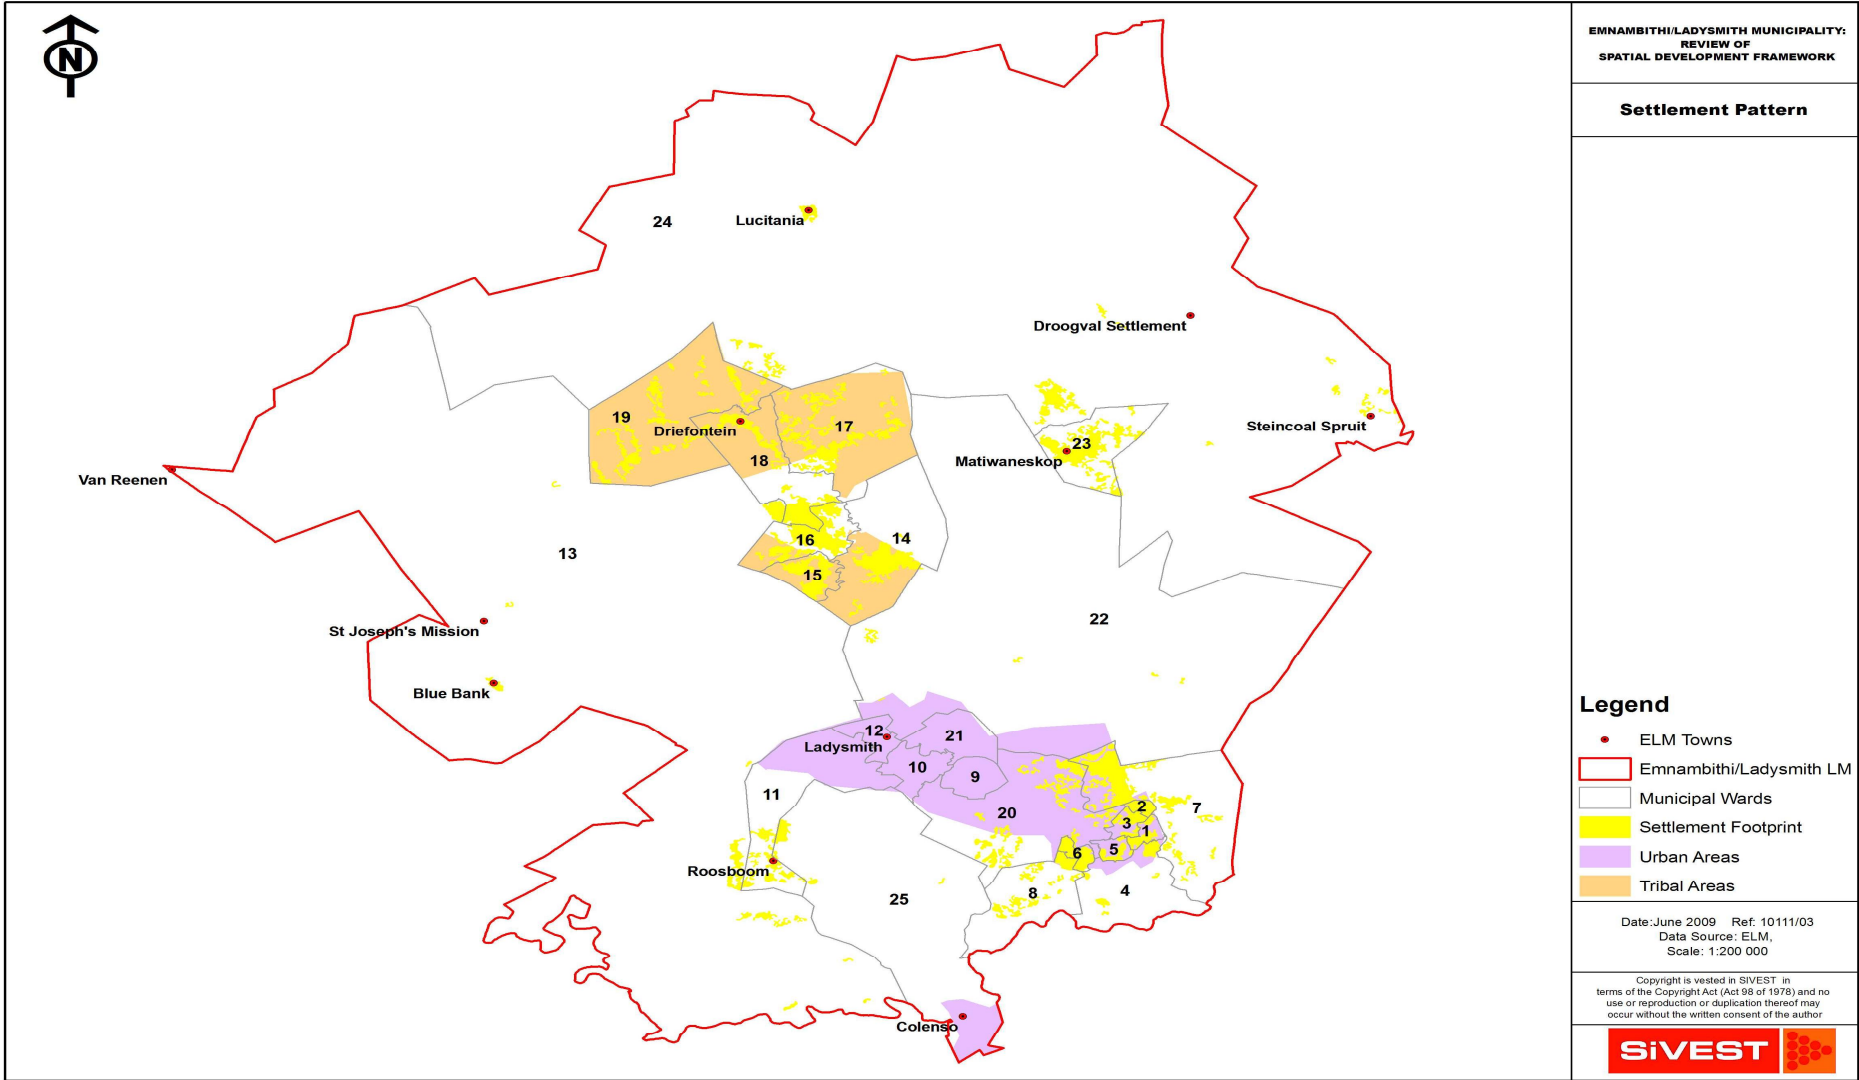 N
EMNAMBITHI/LADYSMITH MUNICIPALITY:
REVIEW OF
SPATIAL DEVELOPMENT FRAMEWORK
Settlement Pattern
24
Lucitania
Droogval Settlement
19
Driefontein
17
18
23
Matiwaneskop
Steincoal Spruit
Van Reenen
13
16
14
15
22
St Joseph's Mission
Blue Bank
12
Ladysmith
21
10
9
11
20
2
7
3
1
6
5
Roosboom
8
4
25
Colenso
Legend
ELM Towns
Emnambithi/Ladysmith LM
Municipal Wards
Settlement Footprint
Urban Areas
Tribal Areas
Date:June 2009 Ref: 10111/03
Data Source: ELM,
Scale: 1:200 000
Copyright is vested in SIVEST in
terms of the Copyright Act (Act 98 of 1978) and no
use or reproduction or duplication thereof may
occur without the written consent of the author
SiVEST